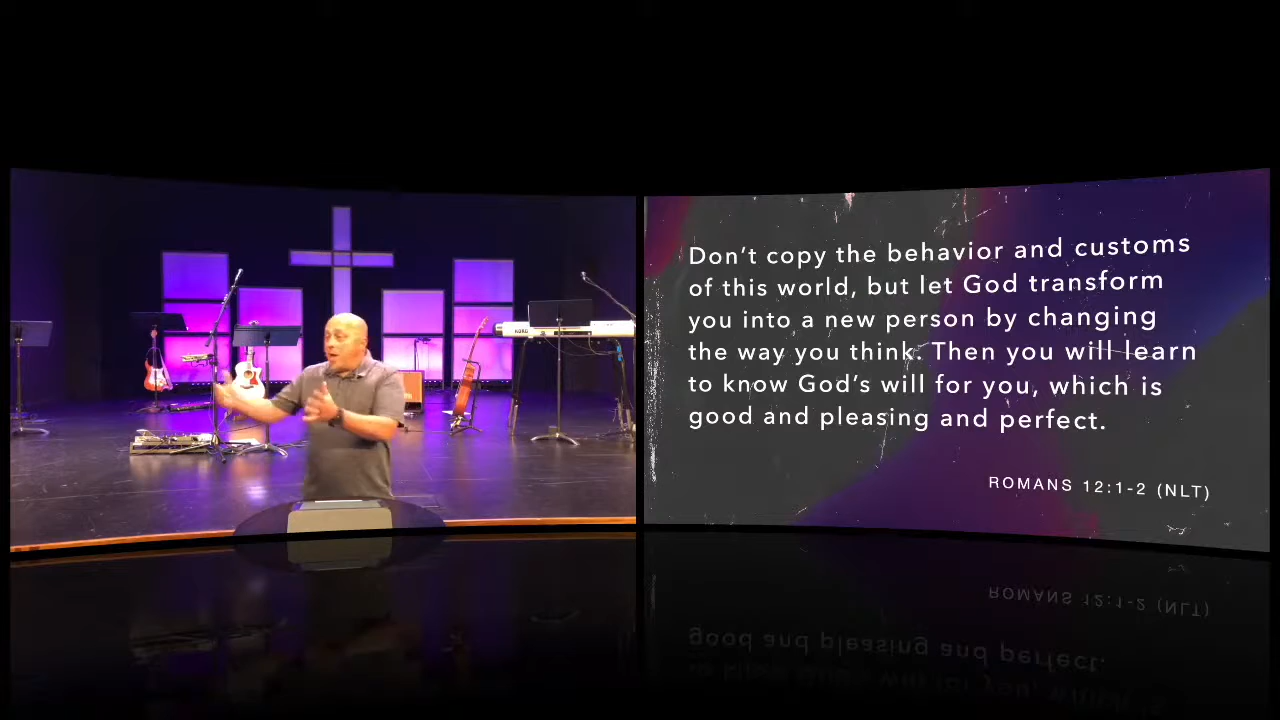 KORG
Don't copy the behavior and customs
of this world, but let God transform
you into a new person by changing
the way you think. Then you will learn
to know God's will for you, which is
good and pleasing and perfect.
ROMANS 12:1-2 (NLT)